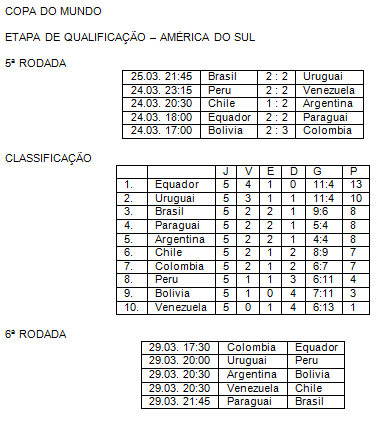 COPA DO MUNDO
ETAPA DE QUALIFICAÇÃO – AMÉRICA DO SUL
5ª RODADA
25.03. 21:45 Brasil 2 : 2 Uruguai
24.03. 23:15 Peru 2 : 2 Venezuela
24.03. 20:30 Chile 1 : 2 Argentina
24.03. 18:00 Equador 2 : 2 Paraguai
24.03. 17:00 Bolivia 2 : 3 Colombia
CLASSIFICAÇÃO
J V E D G P
1. Equador 5 4 1 0 11:4 13
2. Uruguai 5 3 1 1 11:4 10
3. Brasil 5 2 2 1 9:6 8
4. Paraguai 5 2 2 1 5:4 8
5. Argentina 5 2 2 1 4:4 8
6. Chile 5 2 1 2 8:9 7
7. Colombia 5 2 1 2 6:7 7
8. Peru 5 1 1 3 6:11 4
9. Bolivia 5 1 0 4 7:11 3
10. Venezuela 5 0 1 4 6:13 1
6ª RODADA
29.03. 17:30 Colombia Equador
29.03. 20:00 Uruguai Peru
29.03. 20:30 Argentina Bolivia
29.03. 20:30 Venezuela Chile
29.03. 21:45 Paraguai Brasil